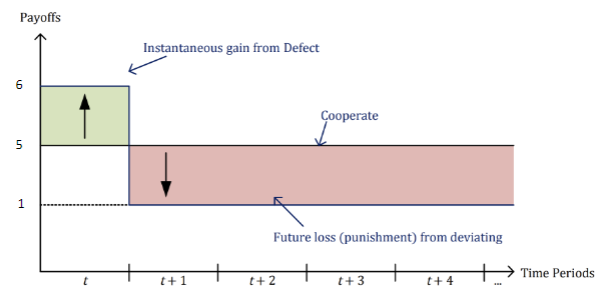 Payoffs
Instantaneous gain from Defect
6
Cooperate
5
1
Future loss (punishment) from deviating
Time Periods
t t + 1 t + 2 t + 3 t + 4 ...